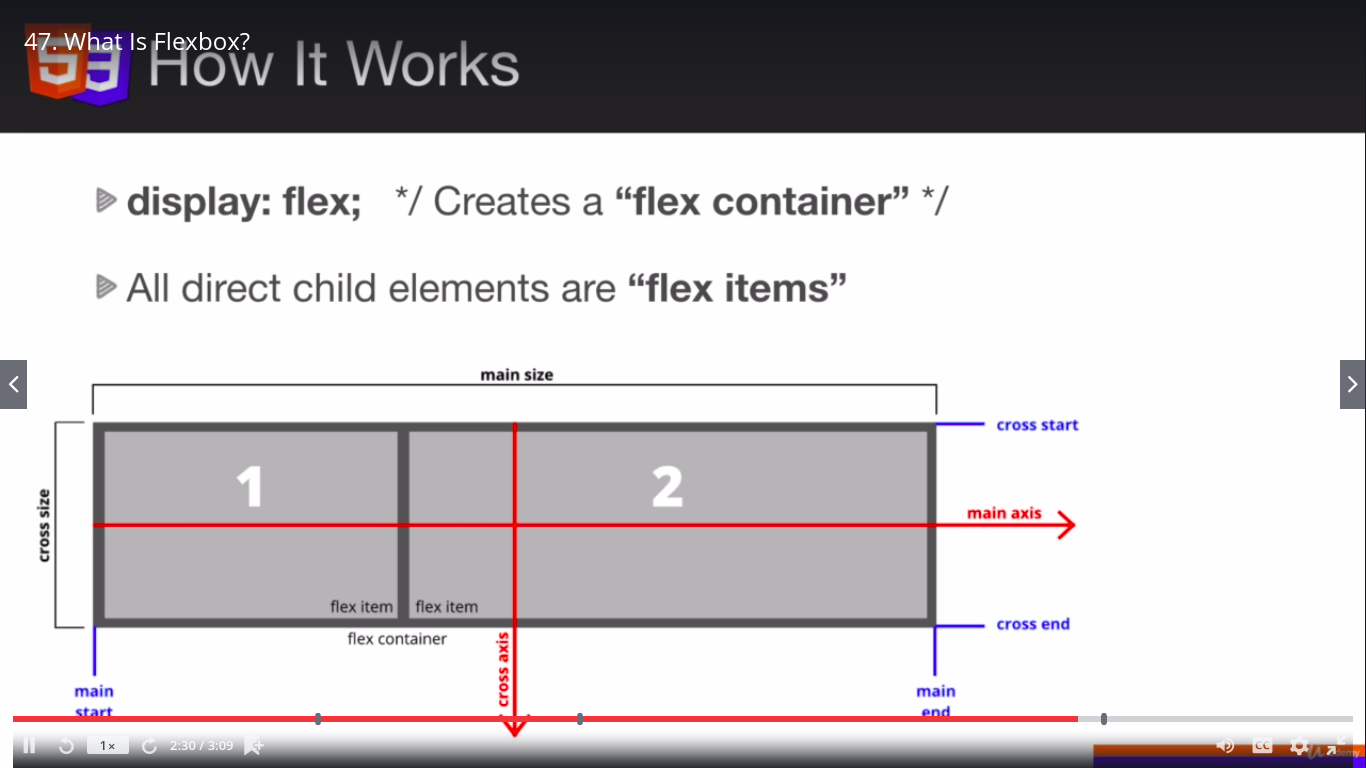 47. What Is Flexbox?
How It Works
display: flex; */ Creates a “flex container” */
All direct child elements are “flex items”
main size
cross size
1
2
cross start
main axis
flex item
flex item
flex container
cross axis
cross end
main
start
main
end
1×
2:30 / 3:09
CC